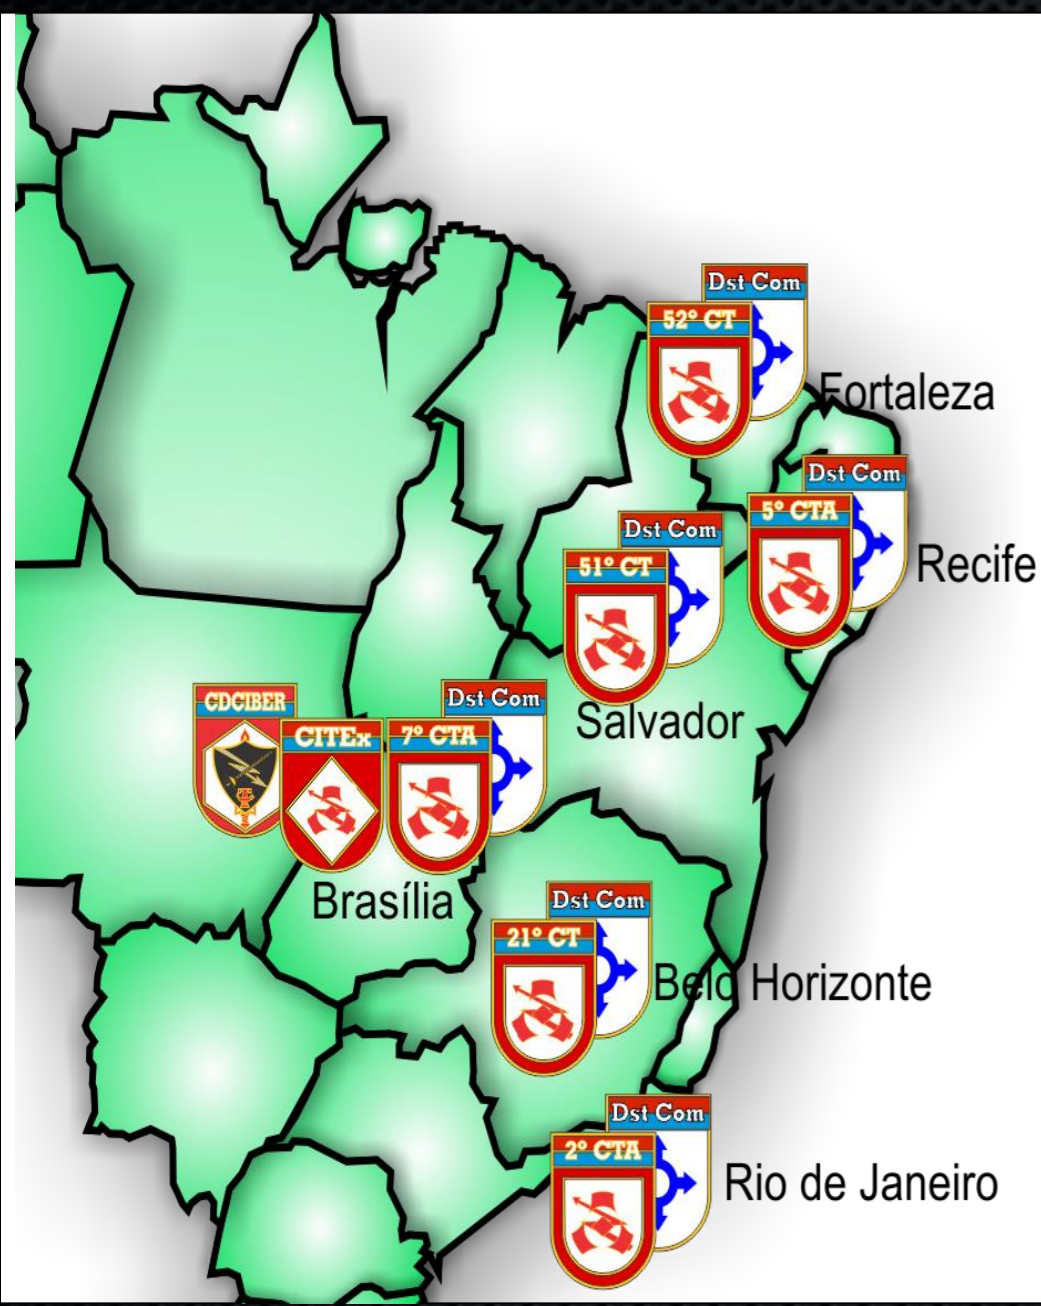 Dst Com
52º CT
Fortaleza
Dst Com
5º CTA
Recife
Dst Com
51º CT
Salvador
CDCIBER
CITEx
7º CTA
Dst Com
Brasília
Dst Com
21º CT
Belo Horizonte
Dst Com
2º CTA
Rio de Janeiro